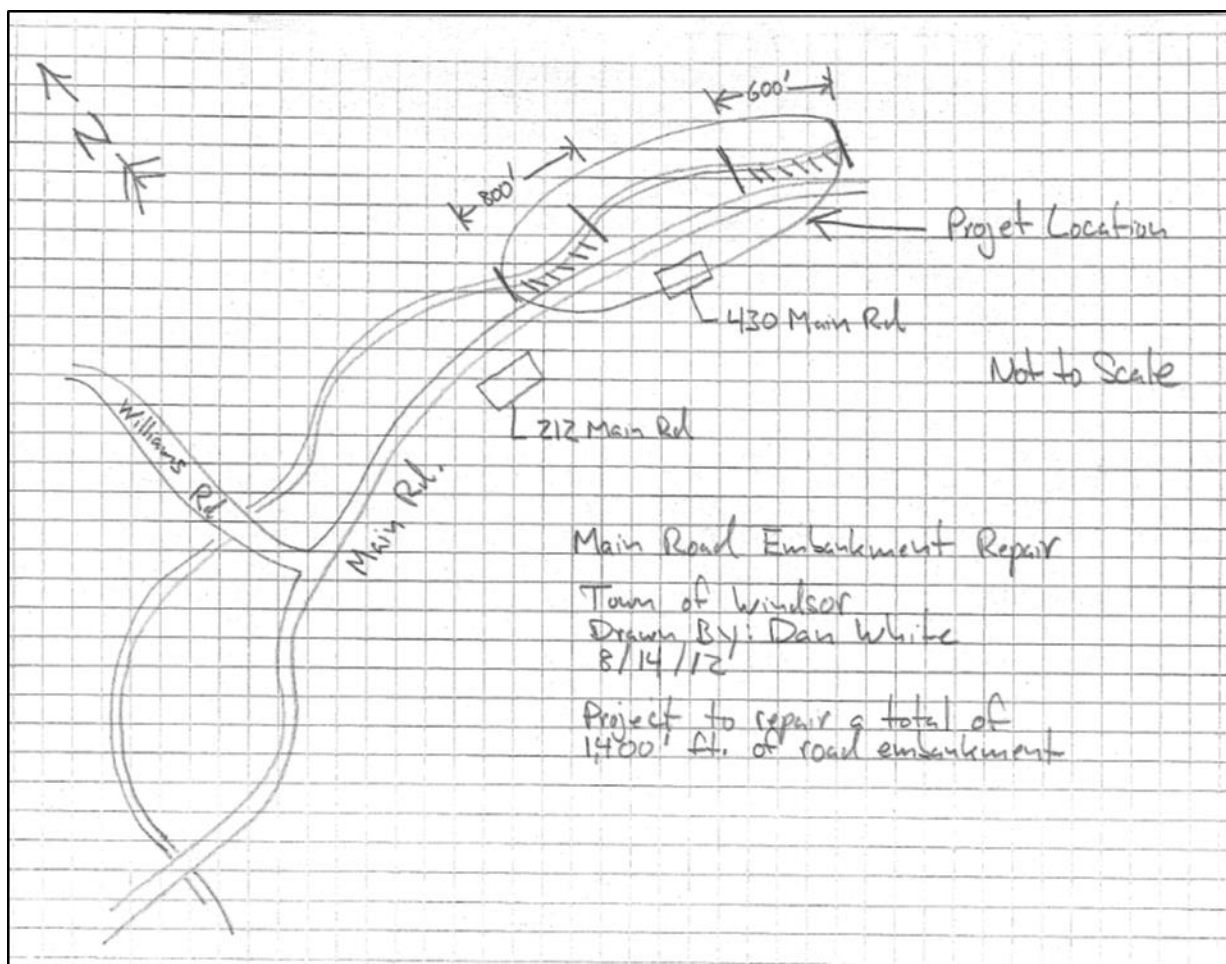 600'
800'
N
Projet Location
430 Main Rd
Not to Scale
212 Main Rd
Williams
Rd
Main Rd.
Main Road Embankment Repair
Town of Windsor
Drawn By: Dan White
8/14/12
Project to repair a total of
1,400' ft. of road embankment